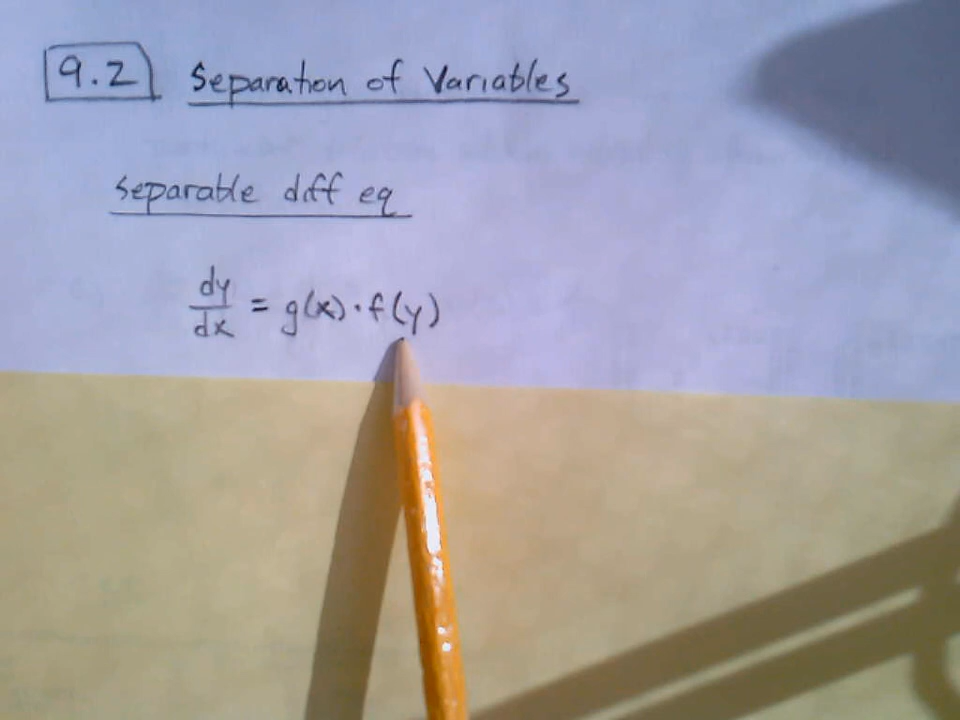 9.2 Separation of Variables
Separable diff eq
dy/dx = g(x)·f(y)